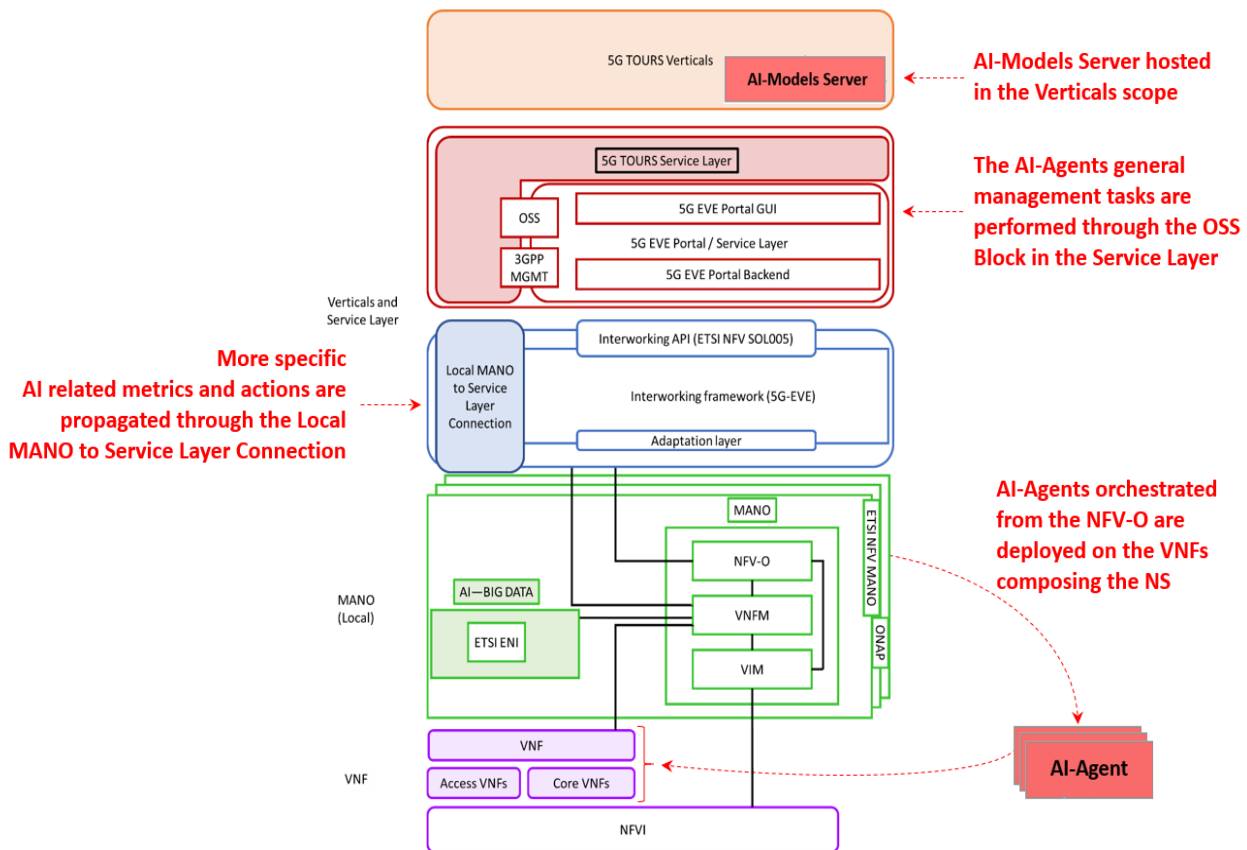 5G TOURS Verticals
AI-Models Server
AI-Models Server hosted
in the Verticals scope
5G TOURS Service Layer
OSS
5G EVE Portal GUI
5G EVE Portal / Service Layer
3GPP
MGMT
5G EVE Portal Backend
The AI-Agents general
management tasks are
performed through the OSS
Block in the Service Layer
Verticals and
Service Layer
More specific
AI related metrics and actions are
propagated through the Local
MANO to Service Layer Connection
Local MANO
to Service
Layer
Connection
Interworking API (ETSI NFV SOL005)
Interworking framework (5G-EVE)
Adaptation layer
AI-Agents orchestrated
from the NFV-O are
deployed on the VNFs
composing the NS
MANO
(Local)
AI—BIG DATA
ETSI ENI
MANO
NFV-O
VNFM
VIM
ETSI NFV MANO
ONAP
AI-Agent
VNF
VNF
Access VNFs
Core VNFs
NFVI